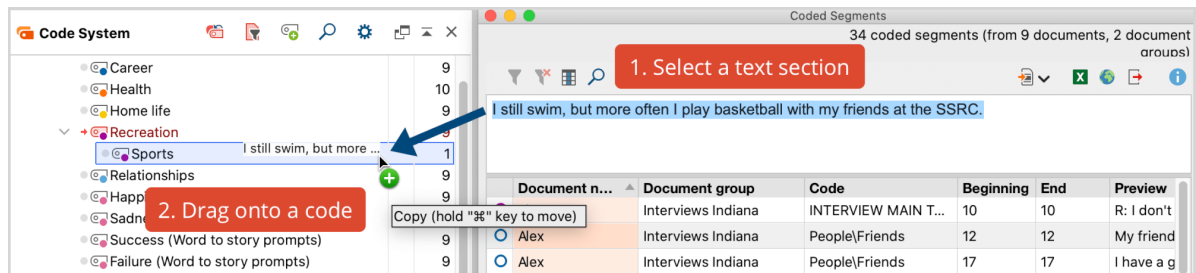 Code System
Career 9
Health 10
Home life 9
Recreation 9
Sports I still swim, but more ... 1
Relationships 9
Happ
Sadne
Success (Word to story prompts) 9
Failure (Word to story prompts) 9
2. Drag onto a code
Copy (hold "⌘" key to move)
Coded Segments
34 coded segments (from 9 documents, 2 document
groups)
1. Select a text section
I still swim, but more often I play basketball with my friends at the SSRC.
Document n... Document group Code Beginning End Preview
Interviews Indiana INTERVIEW MAIN T... 10 10 R: I don't
Alex Interviews Indiana People\Friends 12 12 My friend
Alex Interviews Indiana People\Friends 17 17 I have a g